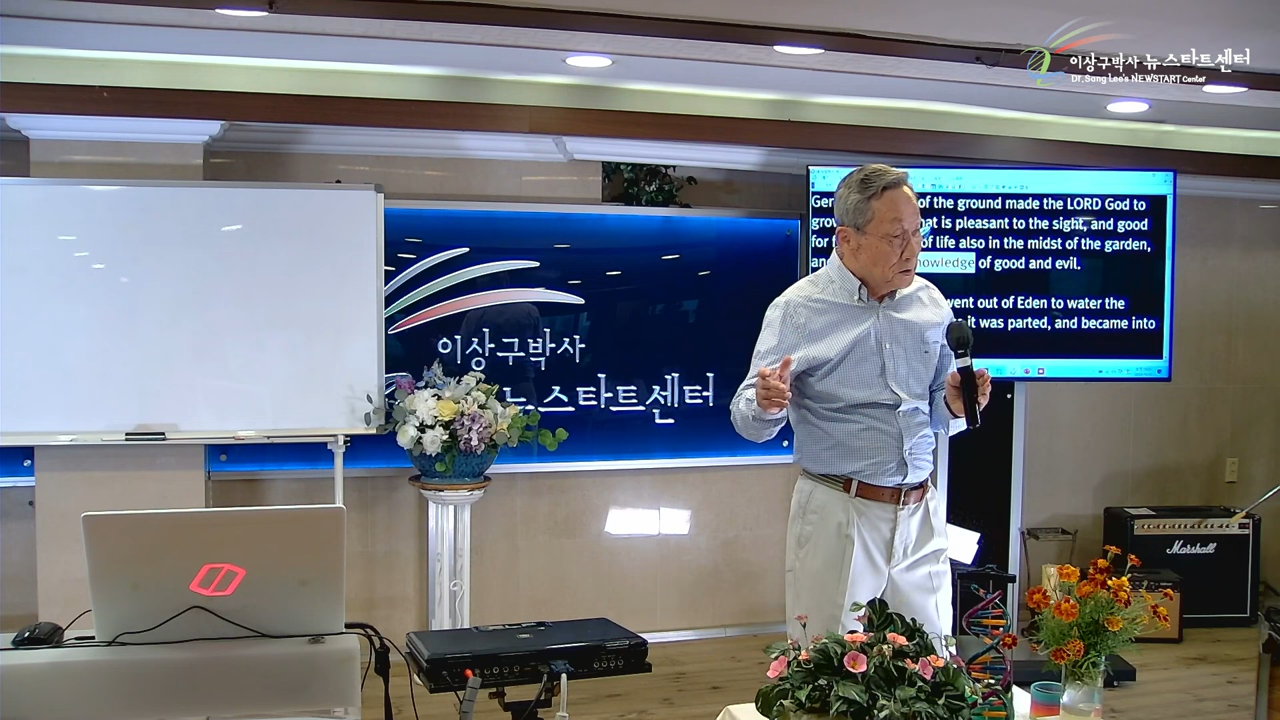 이상구박사 뉴스타트센터
Dr. Sang Lee's NEWSTART Center
Gen of the ground made the LORD God to
grow hat is pleasant to the sight, and good
for of life also in the midst of the garden,
and nowledge of good and evil.
went out of Eden to water the
it was parted, and became into
이상구박사
뉴스타트센터
Marshall